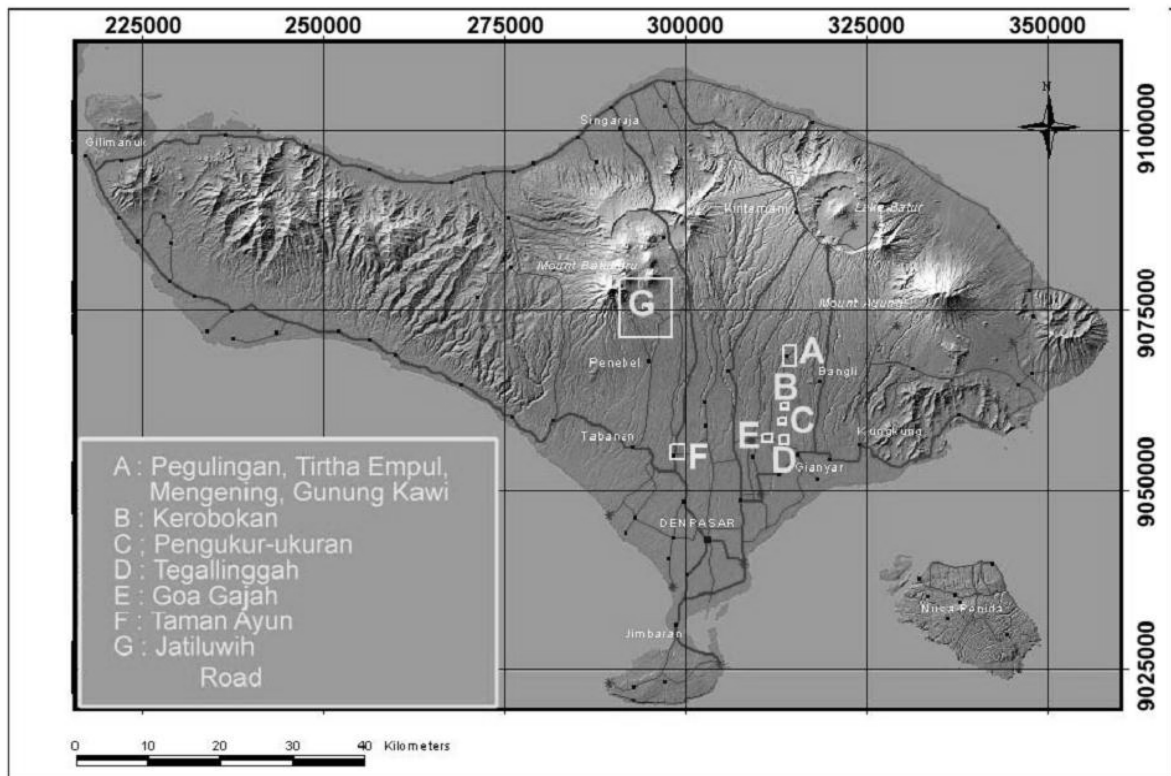 225000 250000 275000 300000 325000 350000
N
9100000
9075000
9050000
9025000
Gilimanuk
Singaraja
Kintamani
Lake Batur
Mount Batukaru
Mount Agung
G
A
Penebel
Bangli
B
C
E
D
F
Tabanan
Klungkung
Gianyar
DENPASAR
Nusa Penida
Jimbaran
A : Pegulingan, Tirtha Empul,
Mengening, Gunung Kawi
B : Kerobokan
C ; Pengukur-ukuran
D : Tegallinggah
E : Goa Gajah
F : Taman Ayun
G : Jatiluwih
Road
0 10 20 30 40 Kilometers